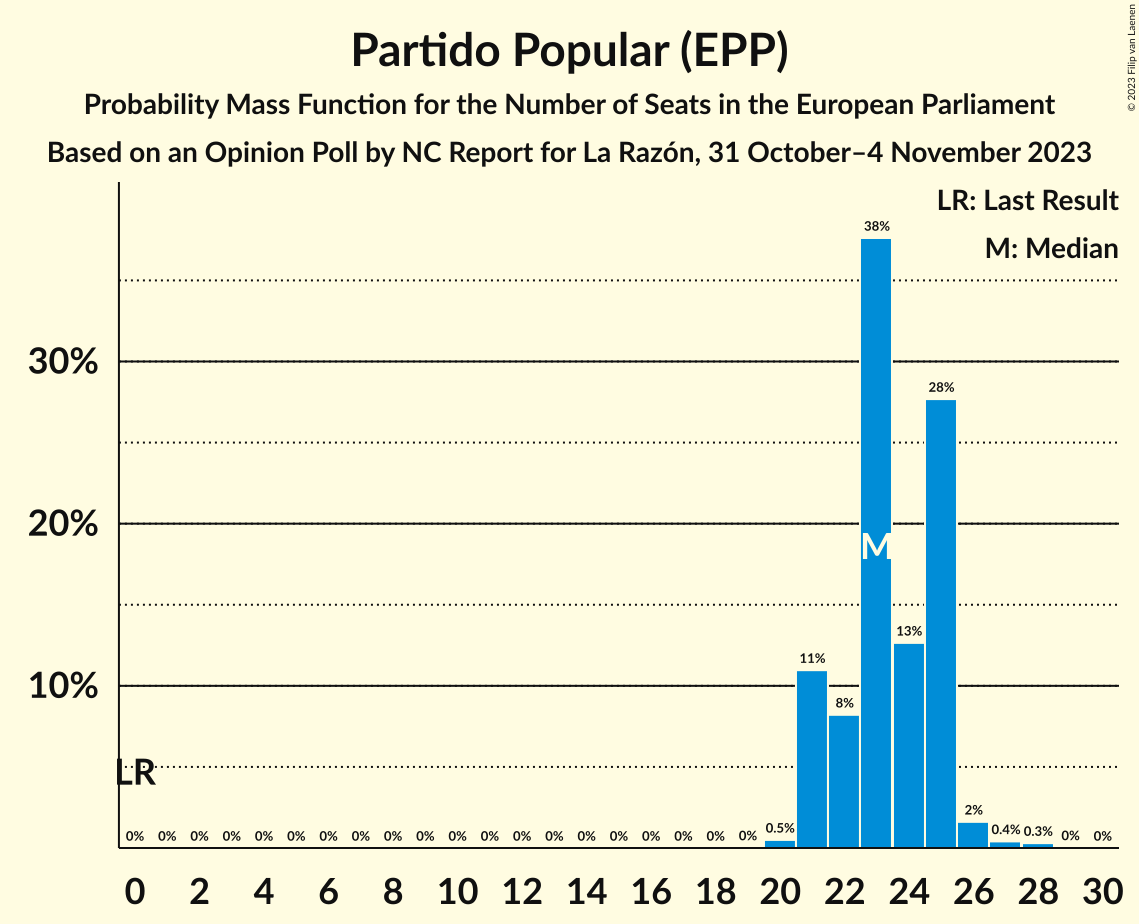 Partido Popular (EPP)
Probability Mass Function for the Number of Seats in the European Parliament
Based on an Opinion Poll by NC Report for La Razón, 31 October–4 November 2023
© 2023 Filip van Laenen
LR: Last Result
M: Median
38%
30%
28%
20%
M
13%
11%
10%
8%
LR
0% 0% 0% 0% 0% 0% 0% 0% 0% 0% 0% 0% 0% 0% 0% 0% 0% 0% 0% 0% 0.5% 2% 0.4% 0.3% 0% 0%
0 2 4 6 8 10 12 14 16 18 20 22 24 26 28 30